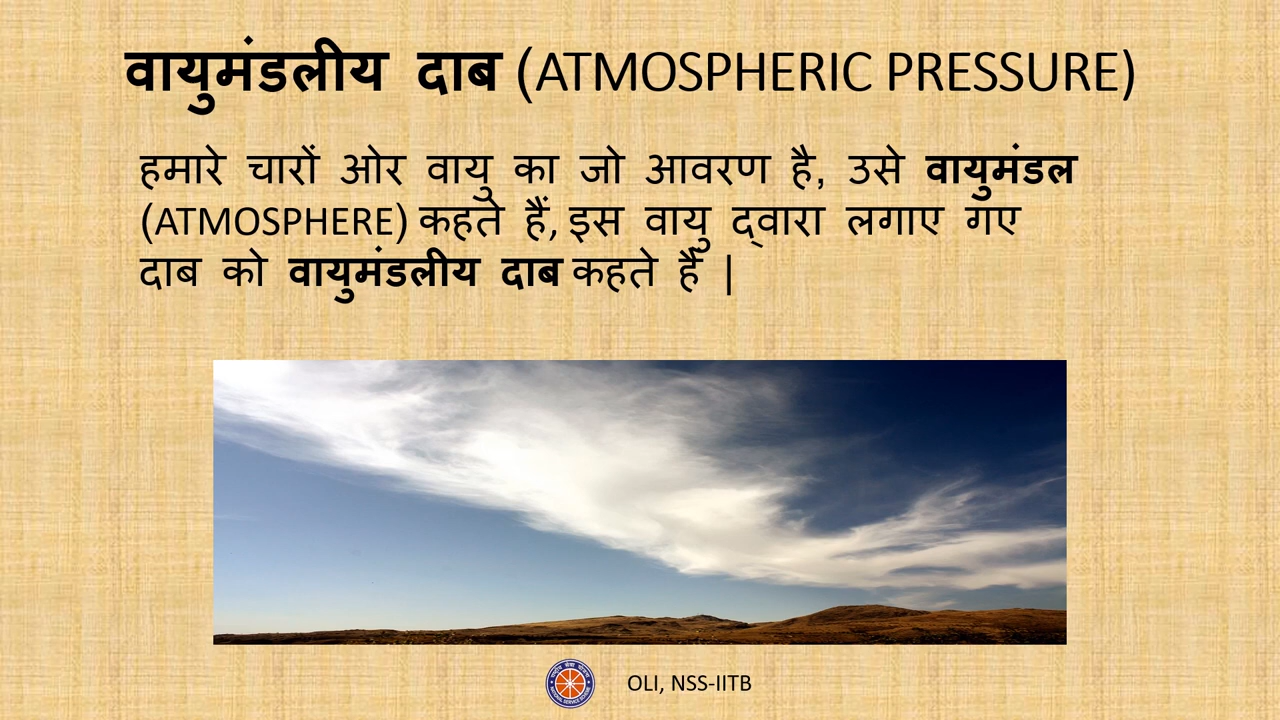 वायुमंडलीय दाब (ATMOSPHERIC PRESSURE)
हमारे चारों ओर वायु का जो आवरण है, उसे वायुमंडल
(ATMOSPHERE) कहते हैं, इस वायु द्वारा लगाए गए
दाब को वायुमंडलीय दाब कहते हैं |
OLI, NSS-IITB